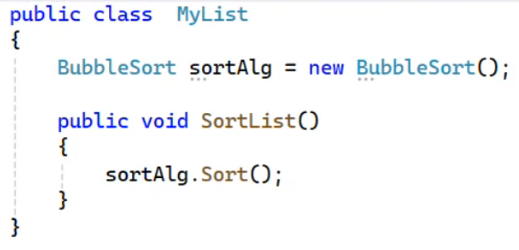 public class  MyList
{
    BubbleSort sortAlg = new BubbleSort();
    public void SortList()
    {
        sortAlg.Sort();
    }
}